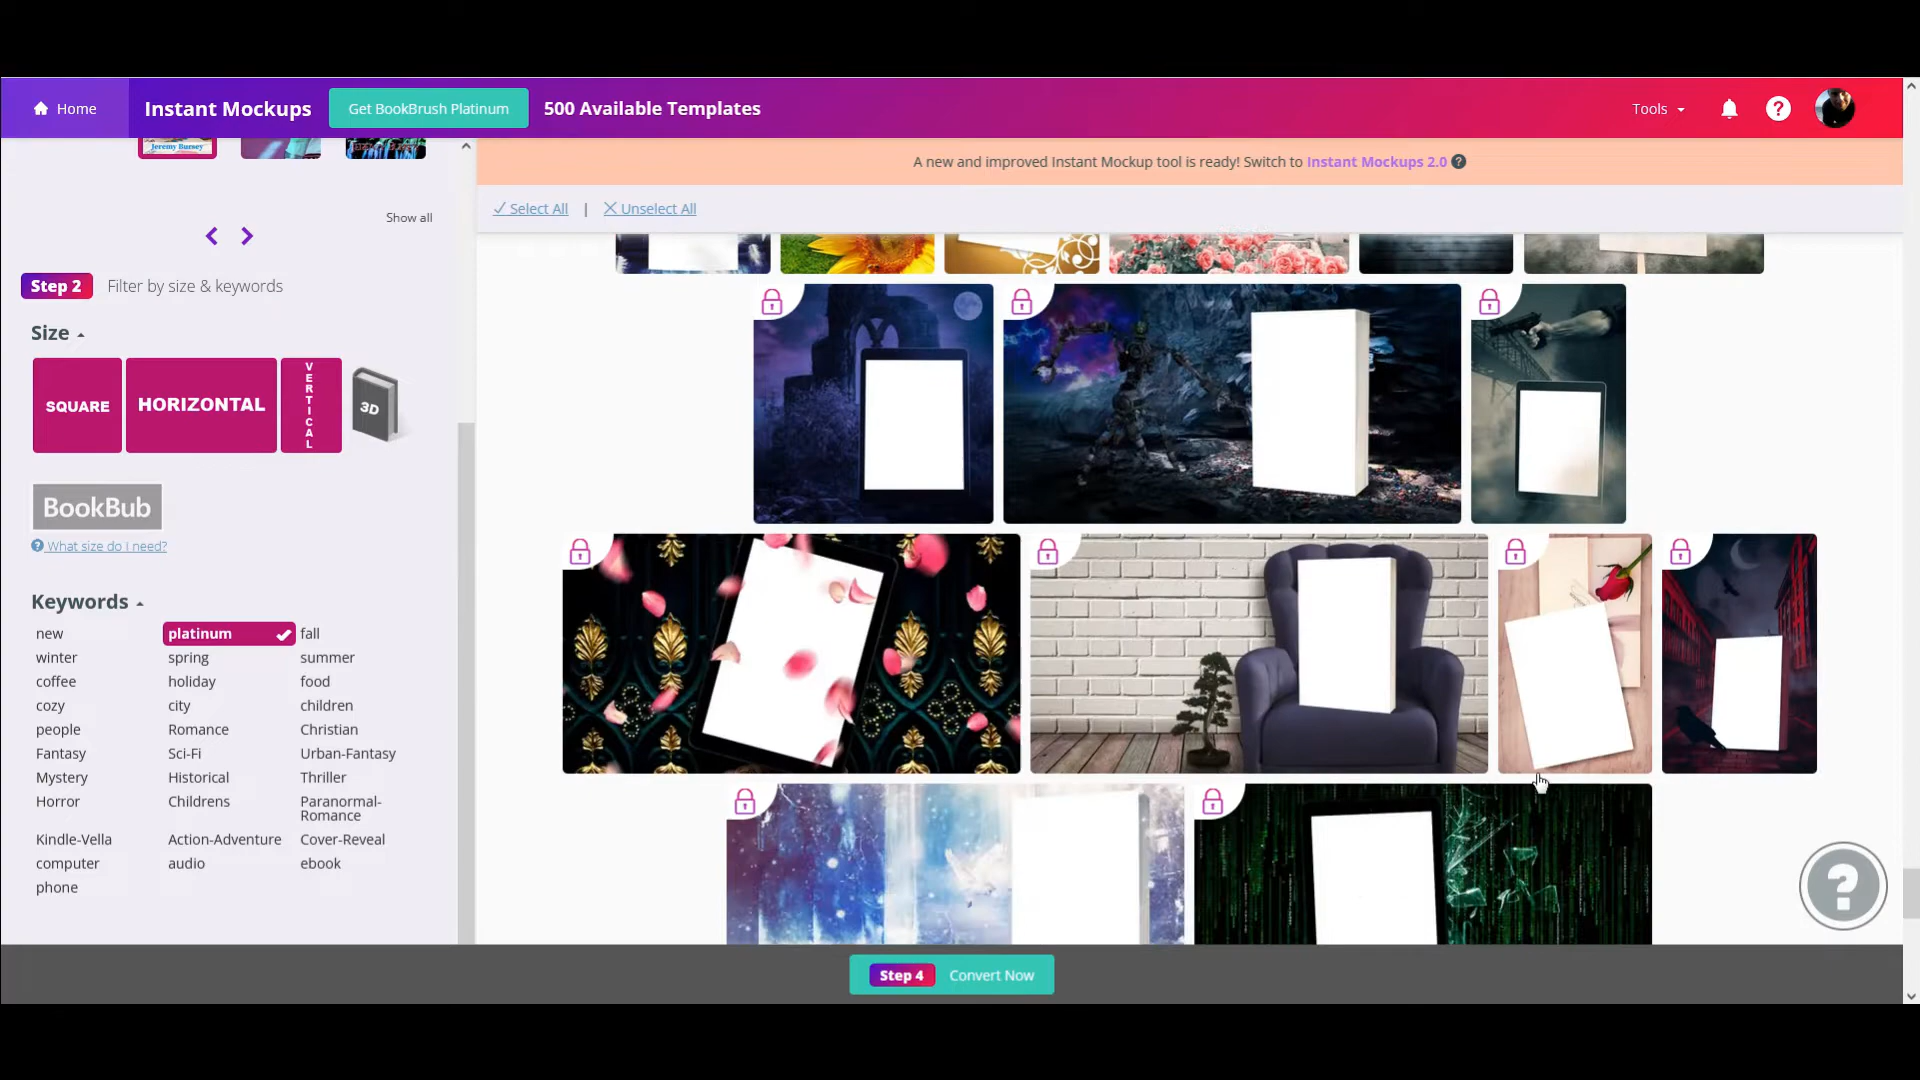 Home
Instant Mockups
Get BookBrush Platinum
500 Available Templates
Tools
?
Jeremy Bursey
A new and improved Instant Mockup tool is ready! Switch to Instant Mockups 2.0 ?
Select All | Unselect All
Show all
Step 2 Filter by size & keywords
Size
SQUARE
HORIZONTAL
VERTICAL
3D
BookBub
? What size do I need?
Keywords
new platinum fall
winter spring summer
coffee holiday food
cozy city children
people Romance Christian
Fantasy Sci-Fi Urban-Fantasy
Mystery Historical Thriller
Horror Childrens Paranormal-
Romance
Kindle-Vella Action-Adventure Cover-Reveal
computer audio ebook
phone
?
Step 4 Convert Now